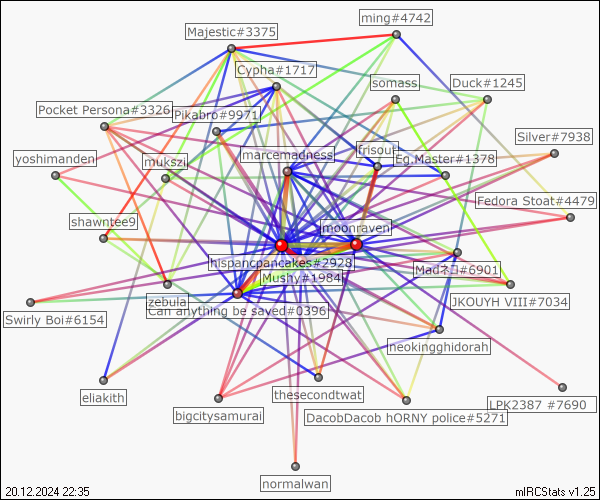 ming#4742
Majestic#3375
Cypha#1717
somass
Duck#1245
Pocket Persona#3326
Pikabro#9971
Silver#7938
yoshimanden
mukszi
marcemadness
frisout
Eg.Master#1378
Fedora Stoat#4479
shawntee9
moonraven
hispancpancakes#2928
Mushy#1984
Madネコ#6901
zebula
Can anything be saved#0396
JKOUYH VIII#7034
Swirly Boi#6154
neokingghidorah
eliakith
thesecondtwat
bigcitysamurai
DacobDacob hORNY police#5271
LPK2387 #7690
normalwan
20.12.2024 22:35
mIRCStats v1.25